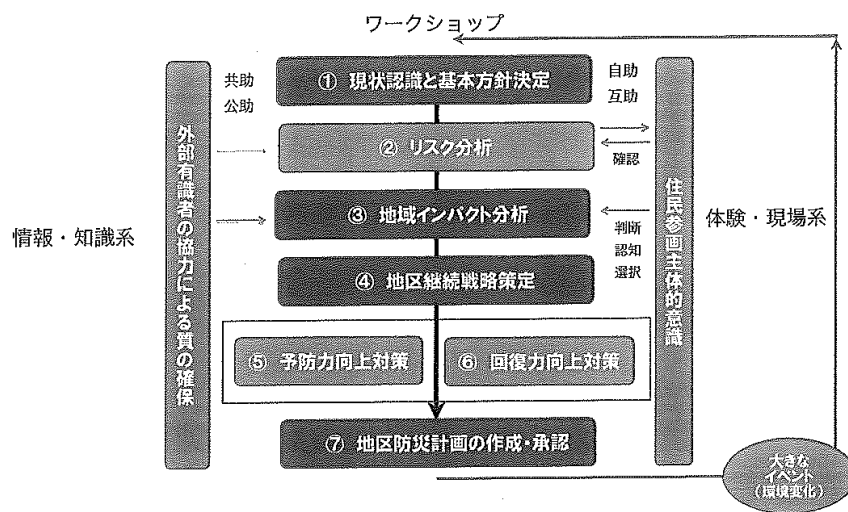 ワークショップ
共助
公助
① 現状認識と基本方針決定
自助
互助
② リスク分析
確認
③ 地域インパクト分析
判断
認知
選択
④ 地区継続戦略策定
⑤ 予防力向上対策
⑥ 回復力向上対策
⑦ 地区防災計画の作成・承認
情報・知識系
外部有識者の協力による質の確保
住民参画主体的意識
体験・現場系
大きな
イベント
(環境変化)